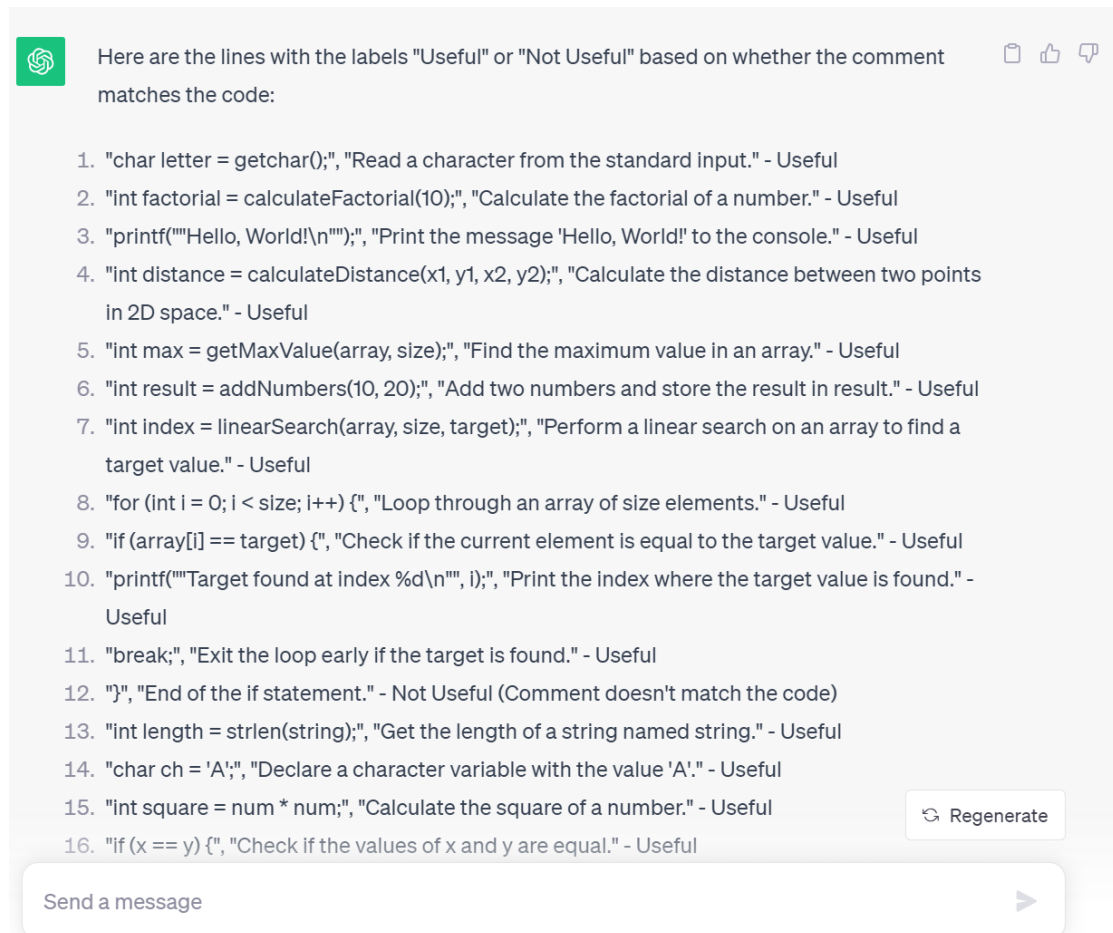 Here are the lines with the labels "Useful" or "Not Useful" based on whether the comment
matches the code:
1. "char letter = getchar();", "Read a character from the standard input." - Useful
2. "int factorial = calculateFactorial(10);", "Calculate the factorial of a number." - Useful
3. "printf(""Hello, World!\n"");", "Print the message 'Hello, World!' to the console." - Useful
4. "int distance = calculateDistance(x1, y1, x2, y2);", "Calculate the distance between two points
in 2D space." - Useful
5. "int max = getMaxValue(array, size);", "Find the maximum value in an array." - Useful
6. "int result = addNumbers(10, 20);", "Add two numbers and store the result in result." - Useful
7. "int index = linearSearch(array, size, target);", "Perform a linear search on an array to find a
target value." - Useful
8. "for (int i = 0; i < size; i++) {", "Loop through an array of size elements." - Useful
9. "if (array[i] == target) {", "Check if the current element is equal to the target value." - Useful
10. "printf(""Target found at index %d\n"", i);", "Print the index where the target value is found." -
Useful
11. "break;", "Exit the loop early if the target is found." - Useful
12. "}", "End of the if statement." - Not Useful (Comment doesn't match the code)
13. "int length = strlen(string);", "Get the length of a string named string." - Useful
14. "char ch = 'A';", "Declare a character variable with the value 'A'." - Useful
15. "int square = num * num;", "Calculate the square of a number." - Useful
Regenerate
16. "if (x == y) {", "Check if the values of x and y are equal." - Useful
Send a message